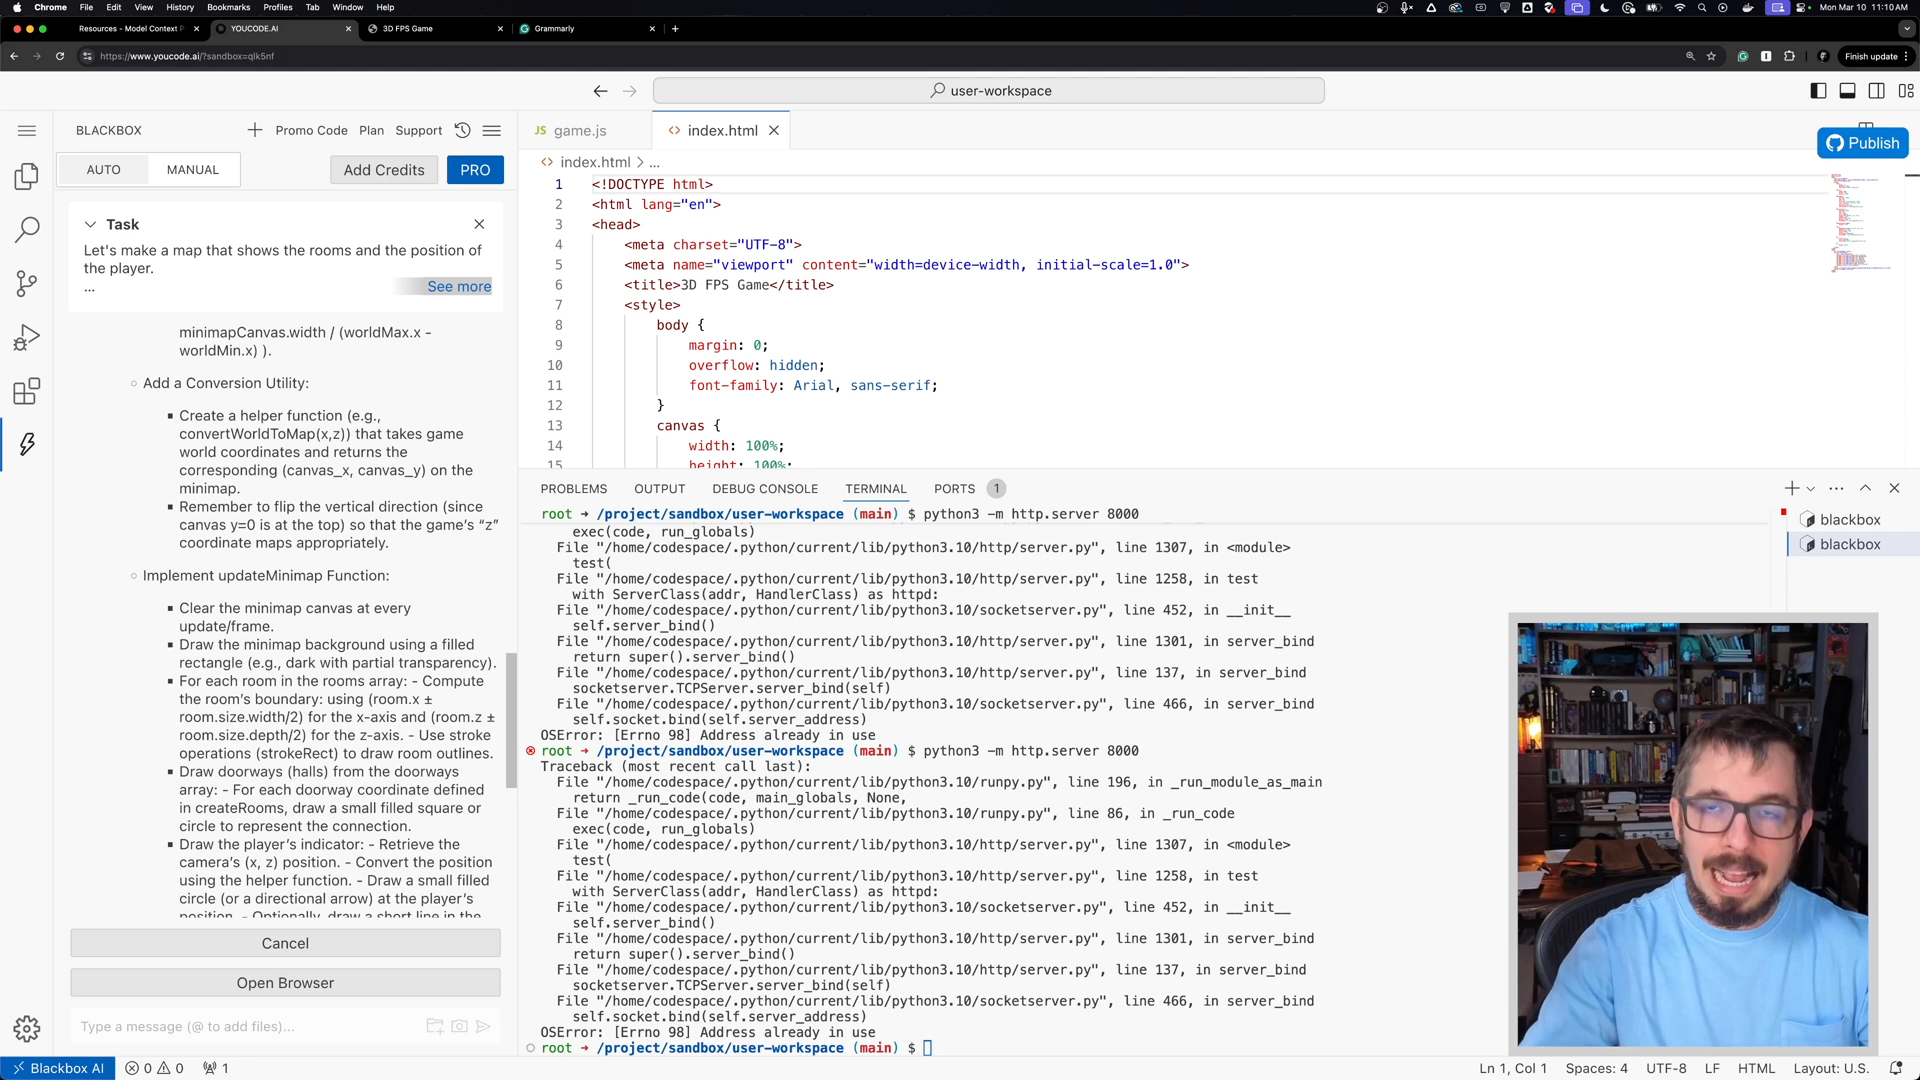 Chrome File Edit View History Bookmarks Profiles Tab Window Help
Mon Mar 10 11:10 AM
Resources - Model Context P
YOUCODE.AI
3D FPS Game
Grammarly
https://www.youcode.ai/?sandbox=qlk5nf
Finish update
user-workspace
BLACKBOX
Promo Code Plan Support
AUTO MANUAL
Add Credits PRO
Task
Let's make a map that shows the rooms and the position of
the player.
...
See more
minimapCanvas.width / (worldMax.x -
worldMin.x) ).
Add a Conversion Utility:
Create a helper function (e.g.,
convertWorldToMap(x,z)) that takes game
world coordinates and returns the
corresponding (canvas_x, canvas_y) on the
minimap.
Remember to flip the vertical direction (since
canvas y=0 is at the top) so that the game's “z”
coordinate maps appropriately.
Implement updateMinimap Function:
Clear the minimap canvas at every
update/frame.
Draw the minimap background using a filled
rectangle (e.g., dark with partial transparency).
For each room in the rooms array: - Compute
the room's boundary: using (room.x ±
room.size.width/2) for the x-axis and (room.z ±
room.size.depth/2) for the z-axis. - Use stroke
operations (strokeRect) to draw room outlines.
Draw doorways (halls) from the doorways
array: - For each doorway coordinate defined
in createRooms, draw a small filled square or
circle to represent the connection.
Draw the player's indicator: - Retrieve the
camera's (x, z) position. - Convert the position
using the helper function. - Draw a small filled
circle (or a directional arrow) at the player's
position. - Optionally, draw a short line in the
Cancel
Open Browser
Type a message (@ to add files)...
JS game.js
<> index.html
Publish
<> index.html > ...
1 <!DOCTYPE html>
2 <html lang="en">
3 <head>
4 <meta charset="UTF-8">
5 <meta name="viewport" content="width=device-width, initial-scale=1.0">
6 <title>3D FPS Game</title>
7 <style>
8 body {
9 margin: 0;
10 overflow: hidden;
11 font-family: Arial, sans-serif;
12 }
13 canvas {
14 width: 100%;
15 height: 100%;
PROBLEMS OUTPUT DEBUG CONSOLE TERMINAL PORTS 1
root ➜ /project/sandbox/user-workspace (main) $ python3 -m http.server 8000
exec(code, run_globals)
File "/home/codespace/.python/current/lib/python3.10/http/server.py", line 1307, in <module>
test(
File "/home/codespace/.python/current/lib/python3.10/http/server.py", line 1258, in test
with ServerClass(addr, HandlerClass) as httpd:
File "/home/codespace/.python/current/lib/python3.10/socketserver.py", line 452, in __init__
self.server_bind()
File "/home/codespace/.python/current/lib/python3.10/http/server.py", line 1301, in server_bind
return super().server_bind()
File "/home/codespace/.python/current/lib/python3.10/http/server.py", line 137, in server_bind
socketserver.TCPServer.server_bind(self)
File "/home/codespace/.python/current/lib/python3.10/socketserver.py", line 466, in server_bind
self.socket.bind(self.server_address)
OSError: [Errno 98] Address already in use
root ➜ /project/sandbox/user-workspace (main) $ python3 -m http.server 8000
Traceback (most recent call last):
File "/home/codespace/.python/current/lib/python3.10/runpy.py", line 196, in _run_module_as_main
return _run_code(code, main_globals, None,
File "/home/codespace/.python/current/lib/python3.10/runpy.py", line 86, in _run_code
exec(code, run_globals)
File "/home/codespace/.python/current/lib/python3.10/http/server.py", line 1307, in <module>
test(
File "/home/codespace/.python/current/lib/python3.10/http/server.py", line 1258, in test
with ServerClass(addr, HandlerClass) as httpd:
File "/home/codespace/.python/current/lib/python3.10/socketserver.py", line 452, in __init__
self.server_bind()
File "/home/codespace/.python/current/lib/python3.10/http/server.py", line 1301, in server_bind
return super().server_bind()
File "/home/codespace/.python/current/lib/python3.10/http/server.py", line 137, in server_bind
socketserver.TCPServer.server_bind(self)
File "/home/codespace/.python/current/lib/python3.10/socketserver.py", line 466, in server_bind
self.socket.bind(self.server_address)
OSError: [Errno 98] Address already in use
root ➜ /project/sandbox/user-workspace (main) $
blackbox
blackbox
Blackbox AI 0 0 1
Ln 1, Col 1 Spaces: 4 UTF-8 LF HTML Layout: U.S.